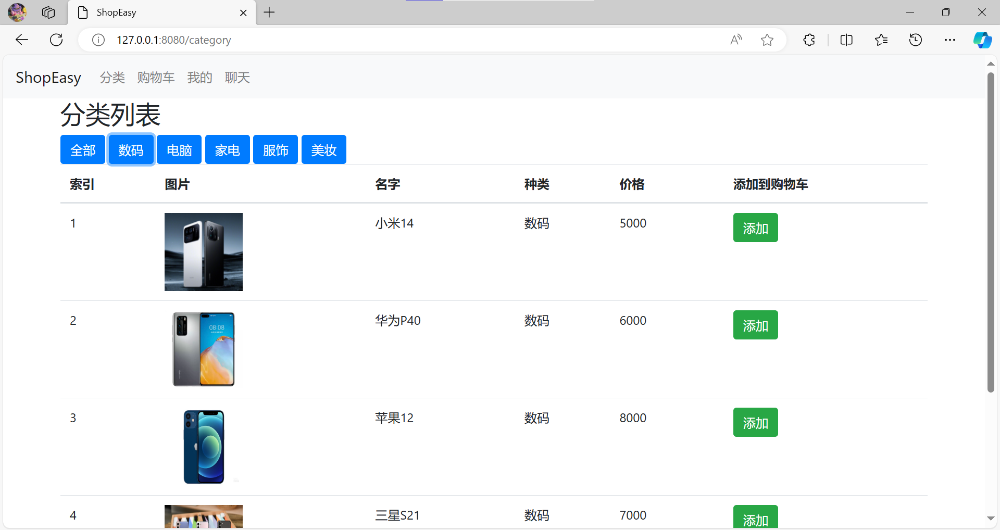 ShopEasy
127.0.0.1:8080/category
ShopEasy 分类 购物车 我的 聊天
分类列表
全部 数码 电脑 家电 服饰 美妆
索引 图片 名字 种类 价格 添加到购物车
1 小米14 数码 5000 添加
2 华为P40 数码 6000 添加
08:08
3 苹果12 数码 8000 添加
4 三星S21 数码 7000 添加